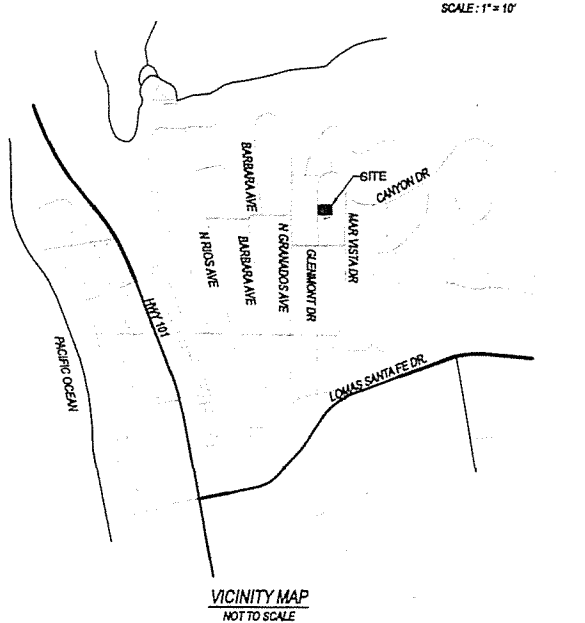 SCALE : 1" = 10'
BARBARA AVE
SITE
CANYON DR
N RIOS AVE
BARBARA AVE
N GRANADOS AVE
GLENMONT DR
MAR VISTA DR
HWY 101
PACIFIC OCEAN
LOMAS SANTA FE DR.
VICINITY MAP
NOT TO SCALE